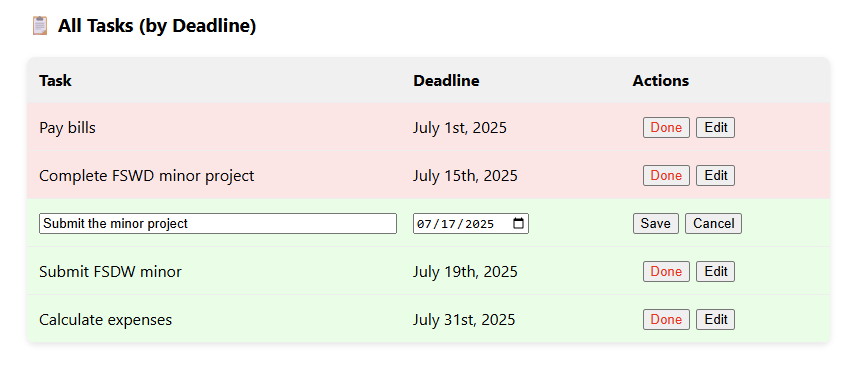 📋 All Tasks (by Deadline)
Task Deadline Actions
Pay bills July 1st, 2025 Done Edit
Complete FSWD minor project July 15th, 2025 Done Edit
Submit the minor project 07/17/2025 Save Cancel
Submit FSDW minor July 19th, 2025 Done Edit
Calculate expenses July 31st, 2025 Done Edit